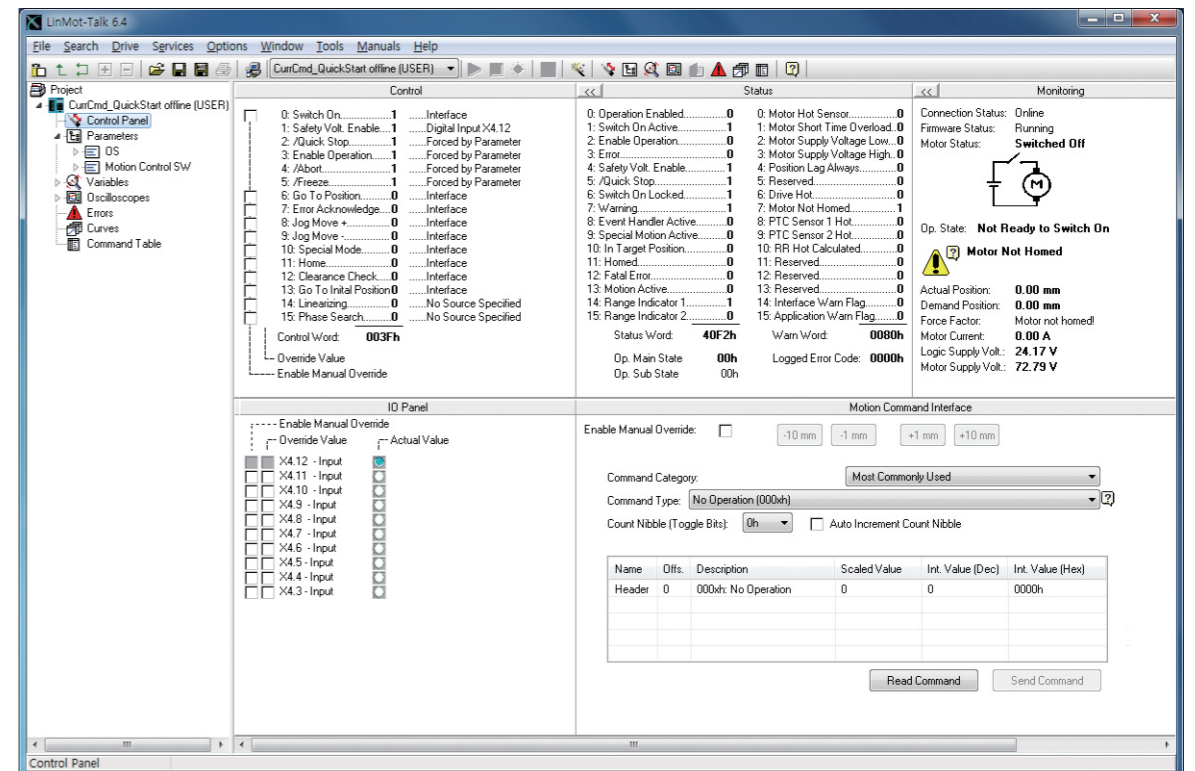 LinMot-Talk 6.4
File Search Drive Services Options Window Tools Manuals Help
CurrCmd_QuickStart offline (USER)
Project
CurrCmd_QuickStart offline (USER)
Control Panel
Parameters
OS
Motion Control SW
Variables
Oscilloscopes
Errors
Curves
Command Table
Control
0: Switch On...............1 ......Interface
1: Safety Volt. Enable....1 ......Digital Input X4.12
2: /Quick Stop.............1 ......Forced by Parameter
3: Enable Operation.......1 ......Forced by Parameter
4: /Abort....................1 ......Forced by Parameter
5: /Freeze..................1 ......Forced by Parameter
6: Go To Position..........0 ......Interface
7: Error Acknowledge....0 ......Interface
8: Jog Move +.............0 ......Interface
9: Jog Move -..............0 ......Interface
10: Special Mode.........0 ......Interface
11: Home...................0 ......Interface
12: Clearance Check.....0 ......Interface
13: Go To Inital Position 0 ......Interface
14: Linearizing.............0 ......No Source Specified
15: Phase Search.........0 ......No Source Specified
Control Word: 003Fh
Override Value
Enable Manual Override
<< Status
0: Operation Enabled.............0
1: Switch On Active...............1
2: Enable Operation...............0
3: Error..............................0
4: Safety Volt. Enable............1
5: /Quick Stop.....................1
6: Switch On Locked..............1
7: Warning..........................1
8: Event Handler Active..........0
9: Special Motion Active.........0
10: In Target Position.............0
11: Homed..........................0
12: Fatal Error......................0
13: Motion Active..................0
14: Range Indicator 1.............1
15: Range Indicator 2.............0
Status Word: 40F2h
Op. Main State 00h
Op. Sub State 00h
0: Motor Hot Sensor...............0
1: Motor Short Time Overload..0
2: Motor Supply Voltage Low...0
3: Motor Supply Voltage High..0
4: Position Lag Always...........0
5: Reserved........................0
6: Drive Hot........................0
7: Motor Not Homed..............1
8: PTC Sensor 1 Hot.............0
9: PTC Sensor 2 Hot.............0
10: RR Hot Calculated...........0
11: Reserved......................0
12: Reserved......................0
13: Reserved......................0
14: Interface Warn Flag.........0
15: Application Warn Flag......0
Warn Word: 0080h
Logged Error Code: 0000h
<< Monitoring
Connection Status: Online
Firmware Status: Running
Motor Status: Switched Off
M
Op. State: Not Ready to Switch On
Motor Not Homed
Actual Position: 0.00 mm
Demand Position: 0.00 mm
Force Factor: Motor not homed!
Motor Current: 0.00 A
Logic Supply Volt.: 24.17 V
Motor Supply Volt.: 72.79 V
IO Panel
Enable Manual Override
Override Value Actual Value
X4.12 - Input
X4.11 - Input
X4.10 - Input
X4.9 - Input
X4.8 - Input
X4.7 - Input
X4.6 - Input
X4.5 - Input
X4.4 - Input
X4.3 - Input
Motion Command Interface
Enable Manual Override: -10 mm -1 mm +1 mm +10 mm
Command Category: Most Commonly Used
Command Type: No Operation (000xh)
Count Nibble (Toggle Bits): 0h Auto Increment Count Nibble
Name Offs. Description Scaled Value Int. Value (Dec) Int. Value (Hex)
Header 0 000xh: No Operation 0 0 0000h
Read Command Send Command
Control Panel